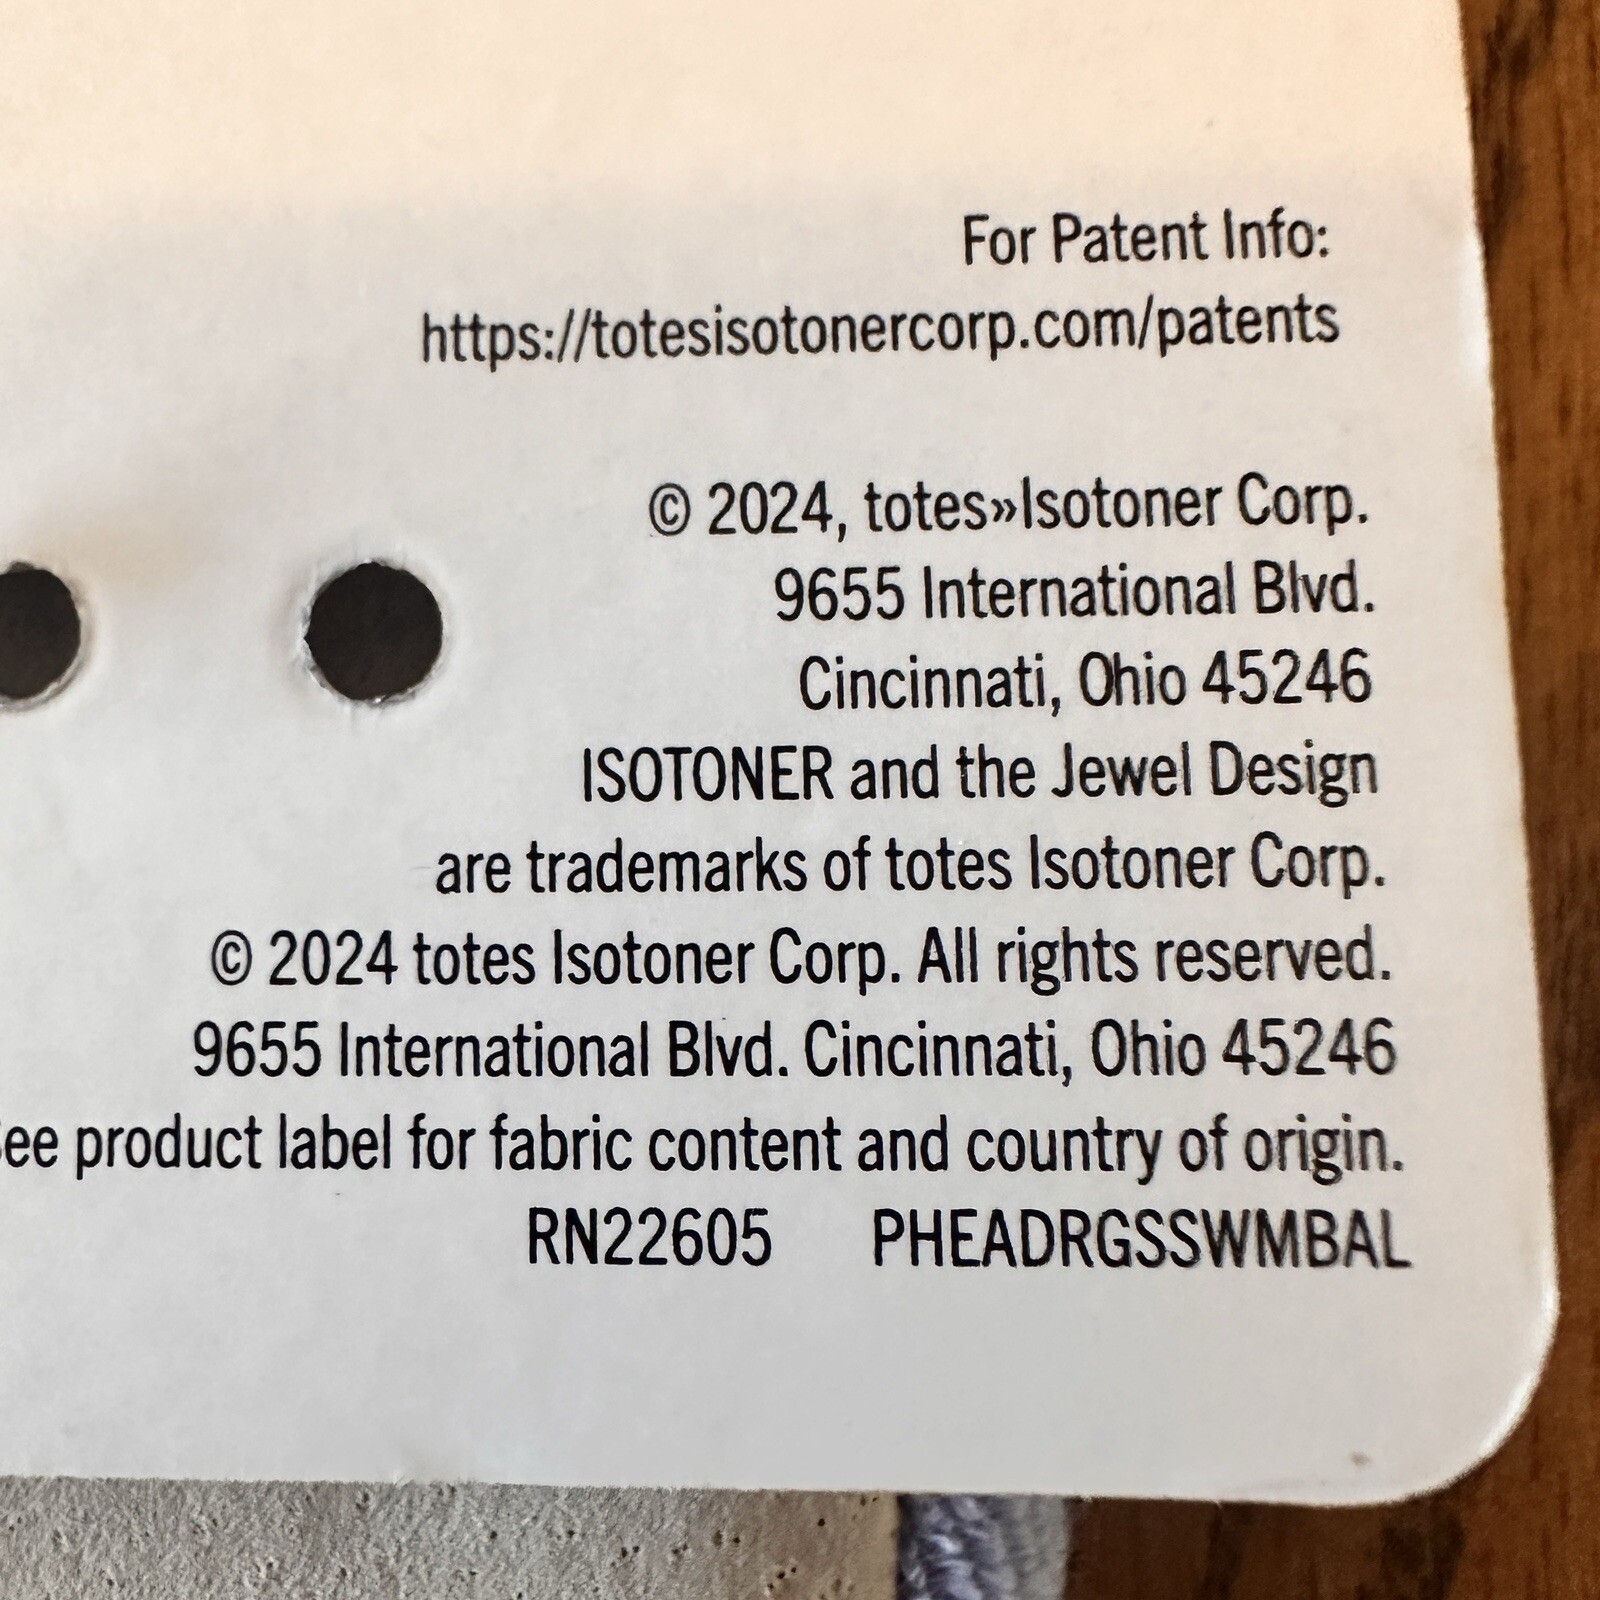 For Patent Info:
https://totesisotonercorp.com/patents
© 2024, totes»Isotoner Corp.
9655 International Blvd.
Cincinnati, Ohio 45246
ISOTONER and the Jewel Design
are trademarks of totes Isotoner Corp.
© 2024 totes Isotoner Corp. All rights reserved.
9655 International Blvd. Cincinnati, Ohio 45246
See product label for fabric content and country of origin.
RN22605 PHEADRGSSWMBAL